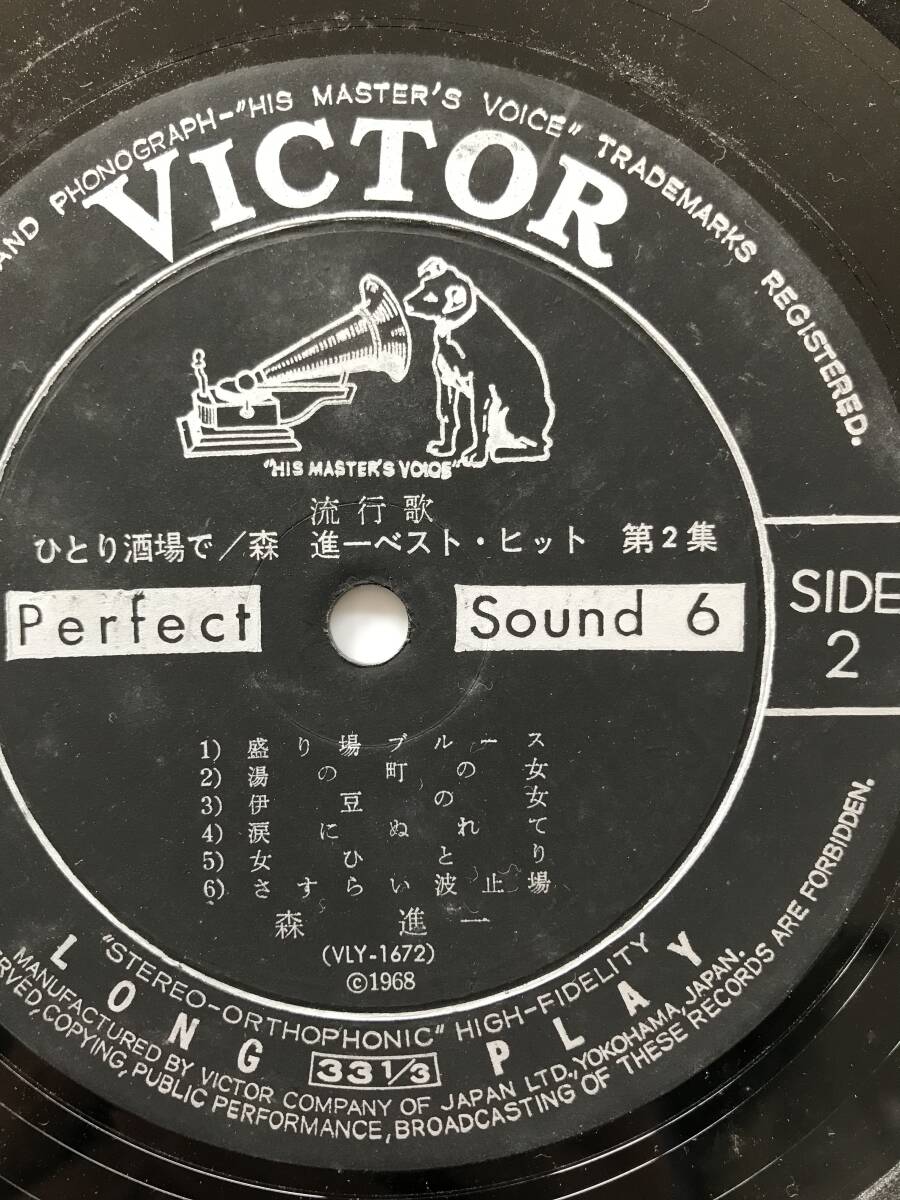 AND PHONOGRAPH-"HIS MASTER'S VOICE" TRADEMARKS REGISTERED.
VICTOR
"HIS MASTER'S VOICE"
流行歌
ひとり酒場で/森 進一ベスト・ヒット 第2集
Perfect Sound 6
SIDE
2
1) 盛り場ブルース
2) 湯の町の女
3) 伊豆の女
4) 涙にぬれて
5) 女ひとり
6) さすらい波止場
森 進一
(VLY-1672)
©1968
"STEREO-ORTHOPHONIC" HIGH-FIDELITY
LONG 33 1/3 PLAY
MANUFACTURED BY VICTOR COMPANY OF JAPAN LTD., YOKOHAMA, JAPAN.
COPYING, PUBLIC PERFORMANCE, BROADCASTING OF THESE RECORDS ARE FORBIDDEN.